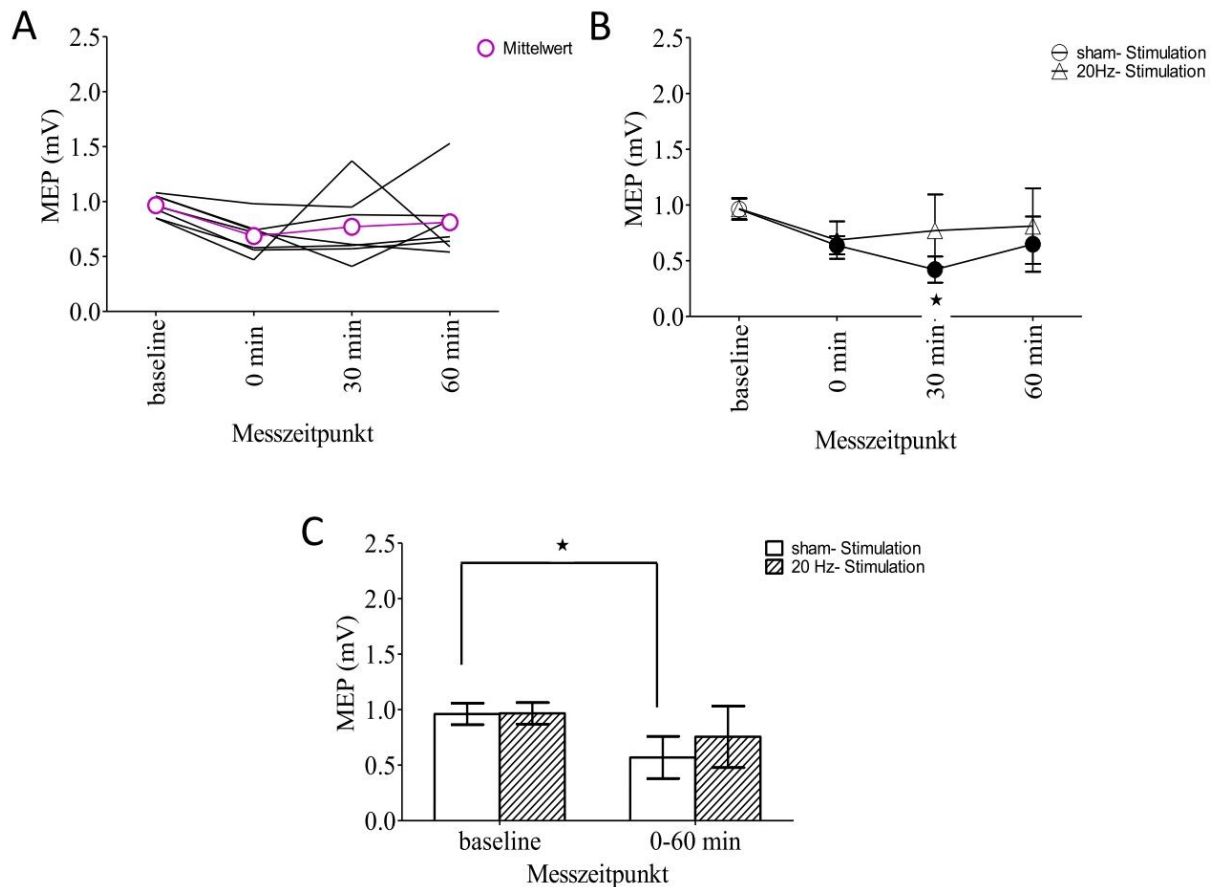 A
2.5
2.0
1.5
1.0
0.5
0.0
MEP (mV)
Mittelwert
baseline
0 min
30 min
60 min
Messzeitpunkt
B
2.5
2.0
1.5
1.0
0.5
0.0
MEP (mV)
sham- Stimulation
20Hz- Stimulation
baseline
0 min
30 min
60 min
Messzeitpunkt
C
2.5
2.0
1.5
1.0
0.5
0.0
MEP (mV)
sham- Stimulation
20 Hz- Stimulation
baseline
0-60 min
Messzeitpunkt